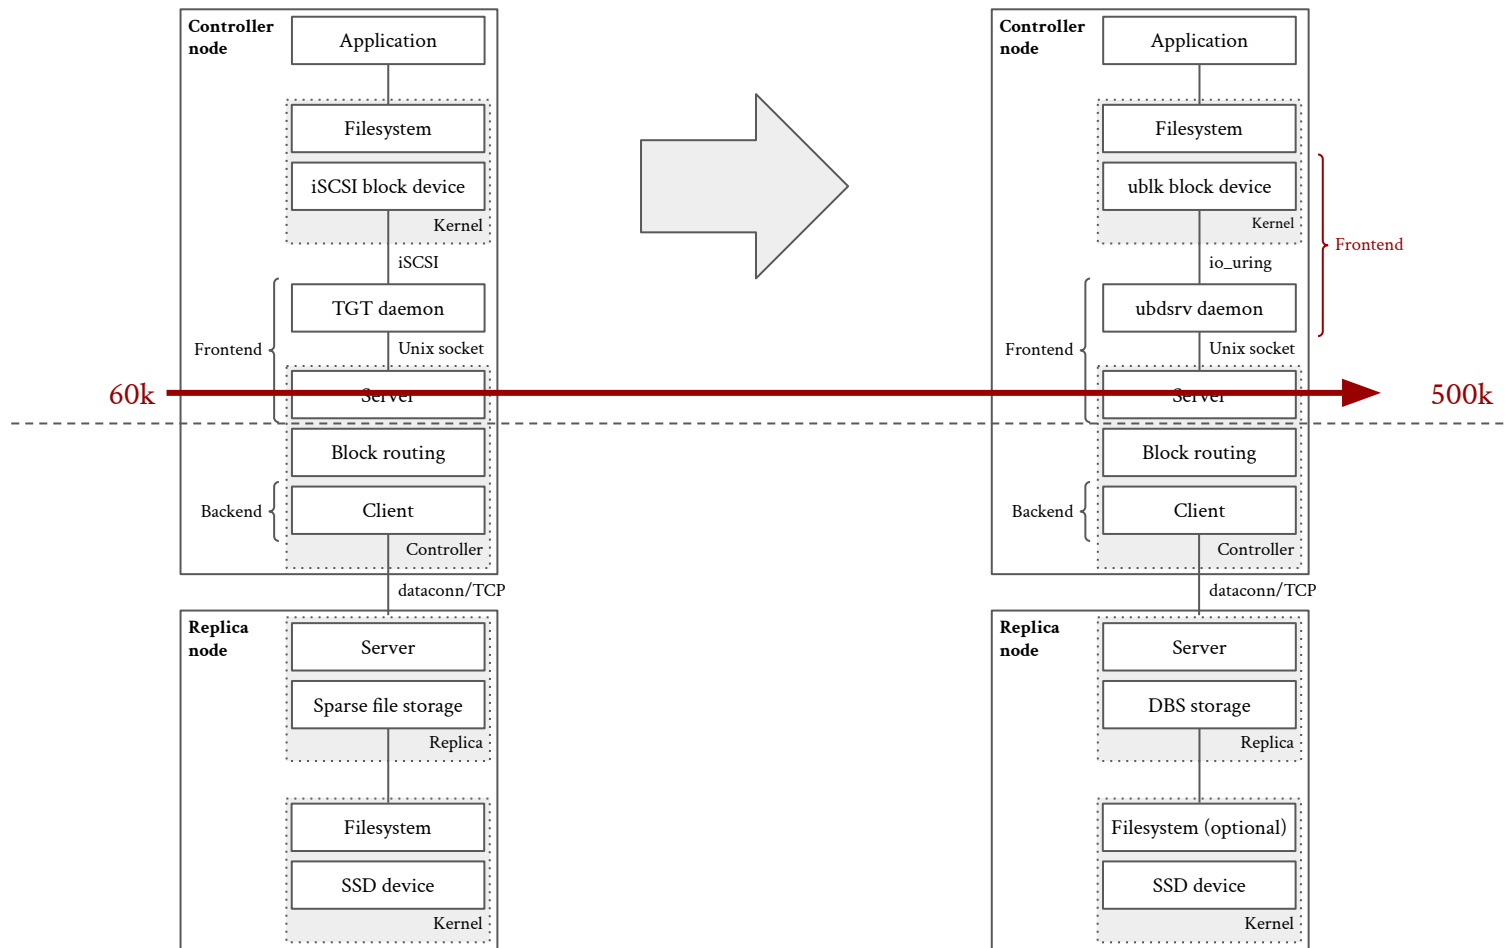 Controller
node
Application
Filesystem
iSCSI block device
Kernel
iSCSI
TGT daemon
Frontend
Unix socket
60k
Server
Block routing
Backend
Client
Controller
dataconn/TCP
Replica
node
Server
Sparse file storage
Replica
Filesystem
SSD device
Kernel
Controller
node
Application
Filesystem
ublk block device
Kernel
Frontend
io_uring
ubdsrv daemon
Frontend
Unix socket
Server
500k
Block routing
Backend
Client
Controller
dataconn/TCP
Replica
node
Server
DBS storage
Replica
Filesystem (optional)
SSD device
Kernel